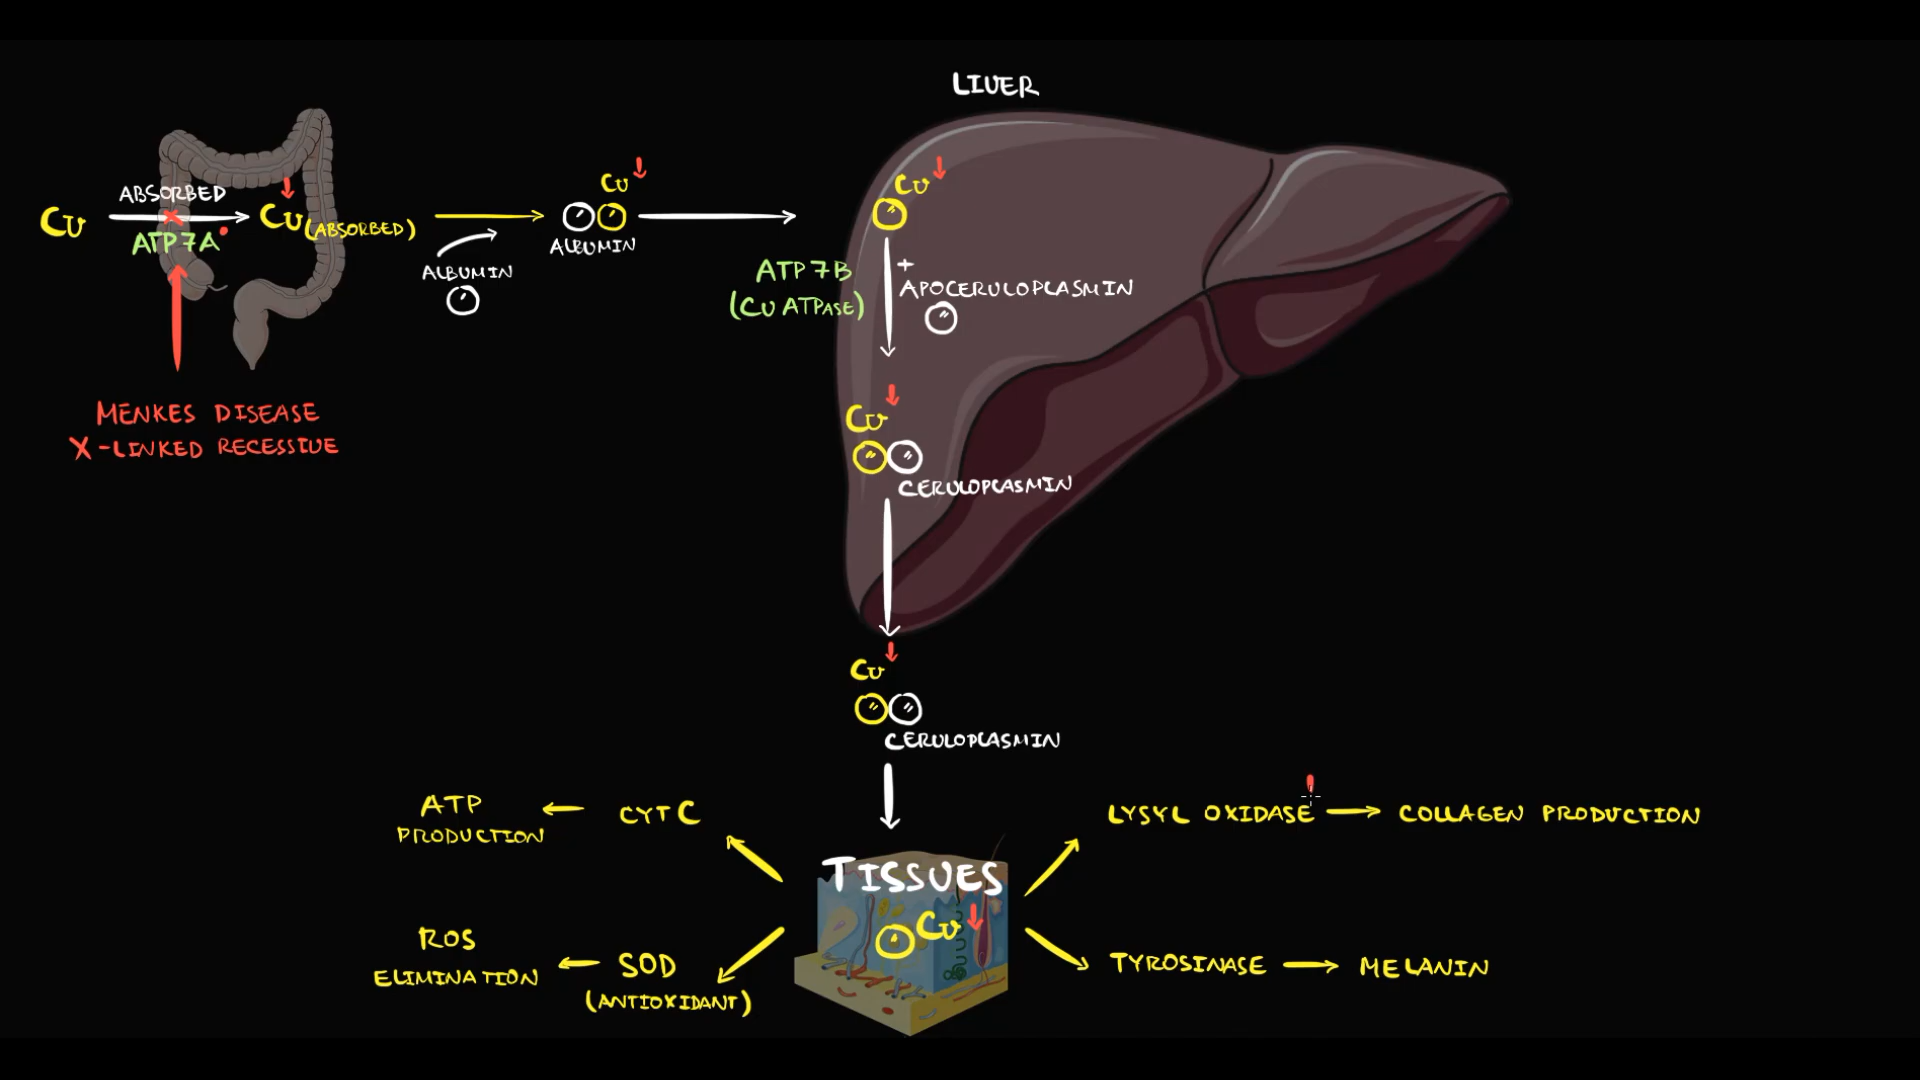 LIVER
Cu
ABSORBED
ATP7A
Cu (ABSORBED)
ALBUMIN
Cu
ALBUMIN
MENKES DISEASE
X-LINKED RECESSIVE
Cu
ATP7B
(Cu ATPASE)
+
APOCERULOPLASMIN
Cu
CERULOPLASMIN
Cu
CERULOPLASMIN
TISSUES
Cu
CYT C
ATP
PRODUCTION
SOD
(ANTIOXIDANT)
ROS
ELIMINATION
LYSYL OXIDASE
COLLAGEN PRODUCTION
TYROSINASE
MELANIN